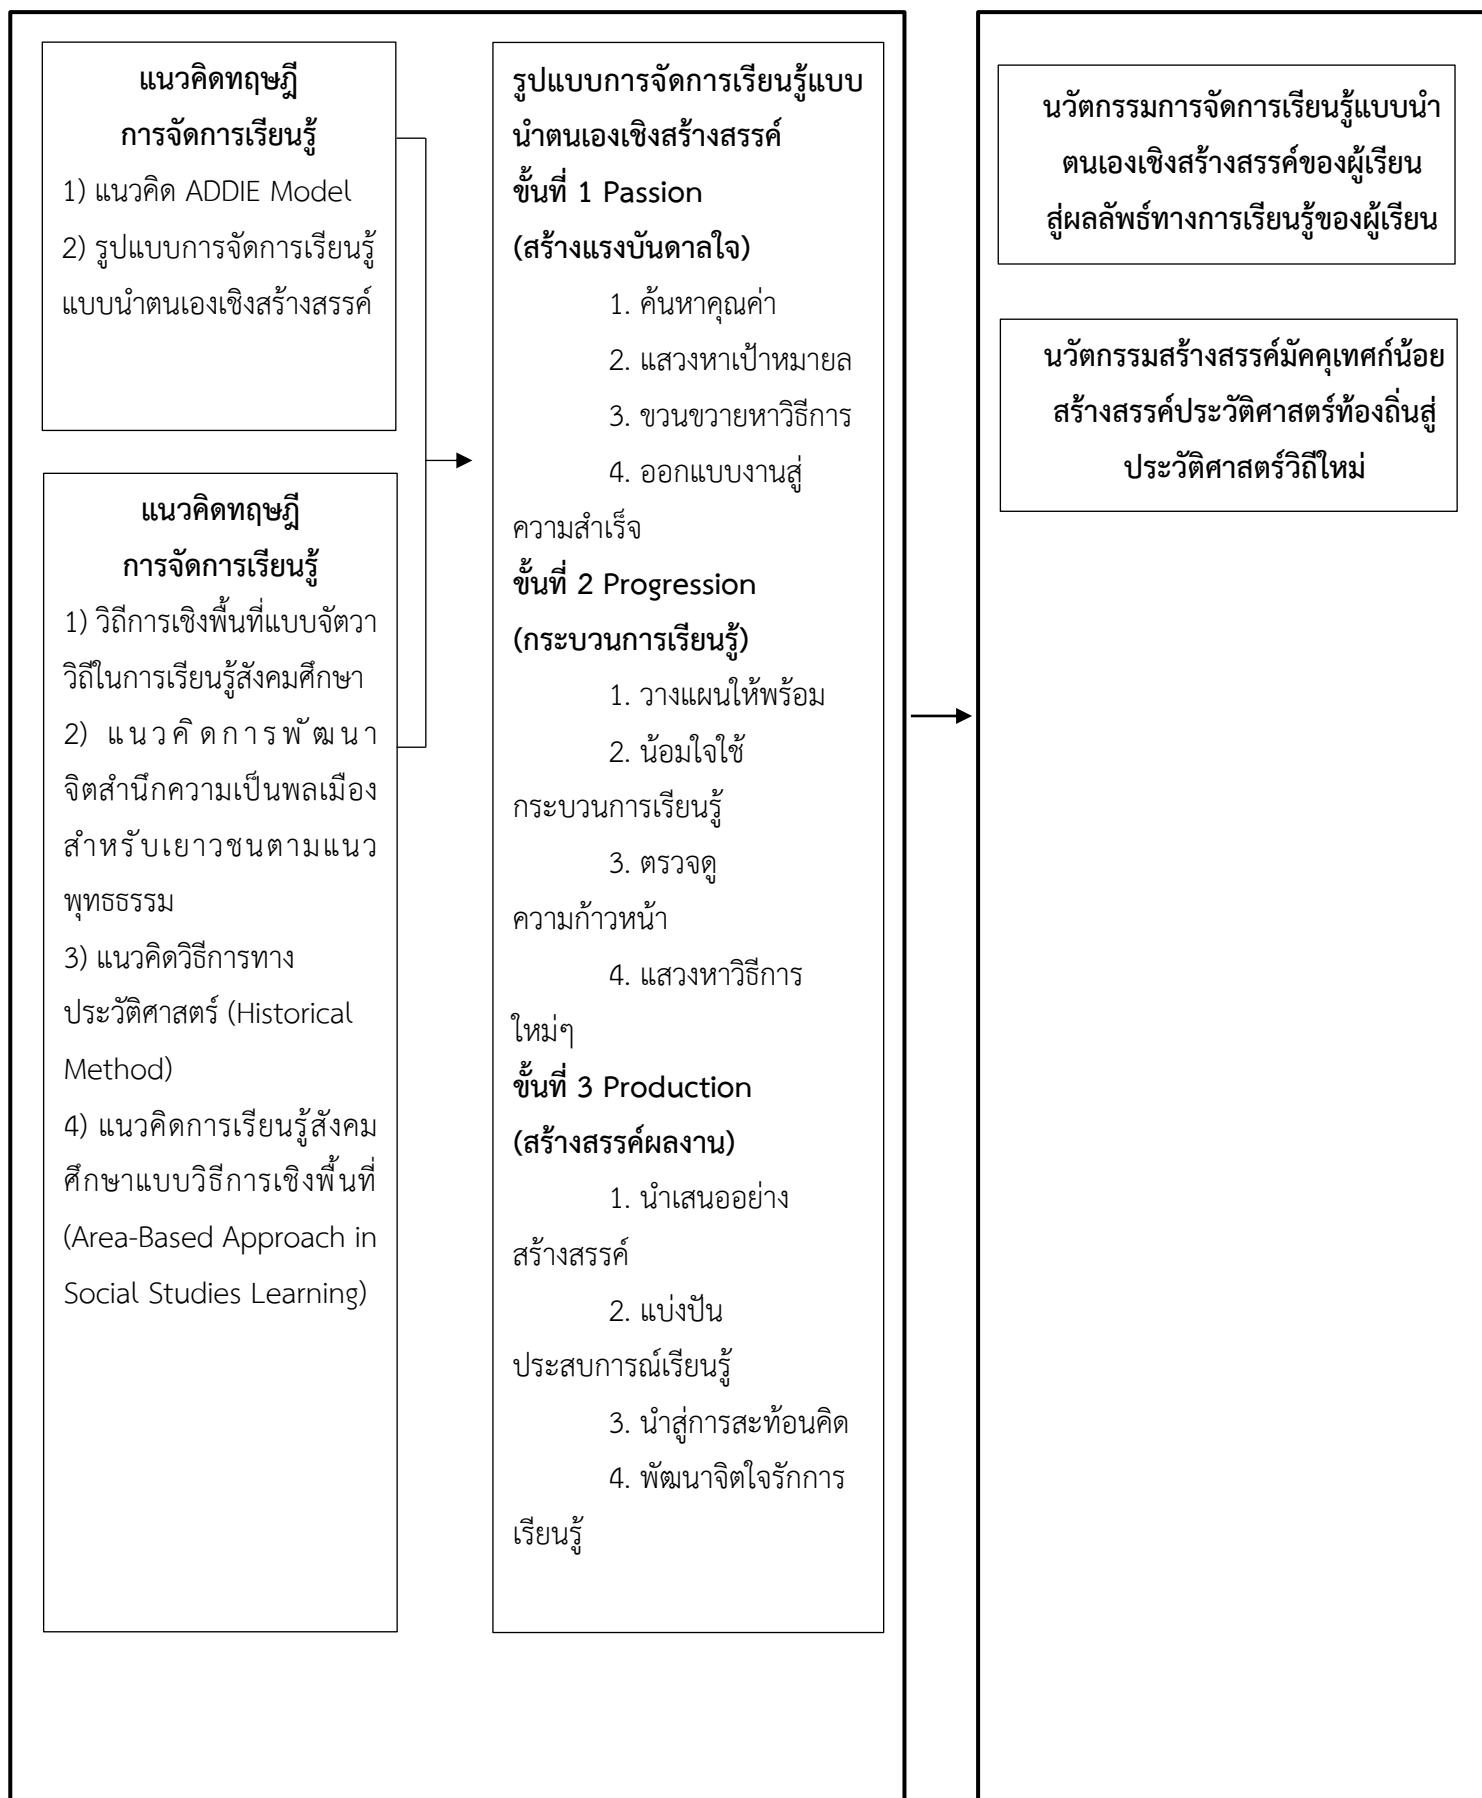 แนวคิดทฤษฎี
การจัดการเรียนรู้
1) แนวคิด ADDIE Model
2) รูปแบบการจัดการเรียนรู้
แบบนำตนเองเชิงสร้างสรรค์
แนวคิดทฤษฎี
การจัดการเรียนรู้
1) วิถีการเชิงพื้นที่แบบจัตวา
วิถีในการเรียนรู้สังคมศึกษา
2) แนวคิดการพัฒนา
จิตสำนึกความเป็นพลเมือง
สำหรับเยาวชนตามแนว
พุทธธรรม
3) แนวคิดวิธีการทาง
ประวัติศาสตร์ (Historical
Method)
4) แนวคิดการเรียนรู้สังคม
ศึกษาแบบวิธีการเชิงพื้นที่
(Area-Based Approach in
Social Studies Learning)
รูปแบบการจัดการเรียนรู้แบบ
นำตนเองเชิงสร้างสรรค์
ขั้นที่ 1 Passion
(สร้างแรงบันดาลใจ)
1. ค้นหาคุณค่า
2. แสวงหาเป้าหมายล
3. ขวนขวายหาวิธีการ
4. ออกแบบงานสู่
ความสำเร็จ
ขั้นที่ 2 Progression
(กระบวนการเรียนรู้)
1. วางแผนให้พร้อม
2. น้อมใจใช้
กระบวนการเรียนรู้
3. ตรวจดู
ความก้าวหน้า
4. แสวงหาวิธีการ
ใหม่ๆ
ขั้นที่ 3 Production
(สร้างสรรค์ผลงาน)
1. นำเสนออย่าง
สร้างสรรค์
2. แบ่งปัน
ประสบการณ์เรียนรู้
3. นำสู่การสะท้อนคิด
4. พัฒนาจิตใจรักการ
เรียนรู้
นวัตกรรมการจัดการเรียนรู้แบบนำ
ตนเองเชิงสร้างสรรค์ของผู้เรียน
สู่ผลลัพธ์ทางการเรียนรู้ของผู้เรียน
นวัตกรรมสร้างสรรค์มัคคุเทศก์น้อย
สร้างสรรค์ประวัติศาสตร์ท้องถิ่นสู่
ประวัติศาสตร์วิถีใหม่